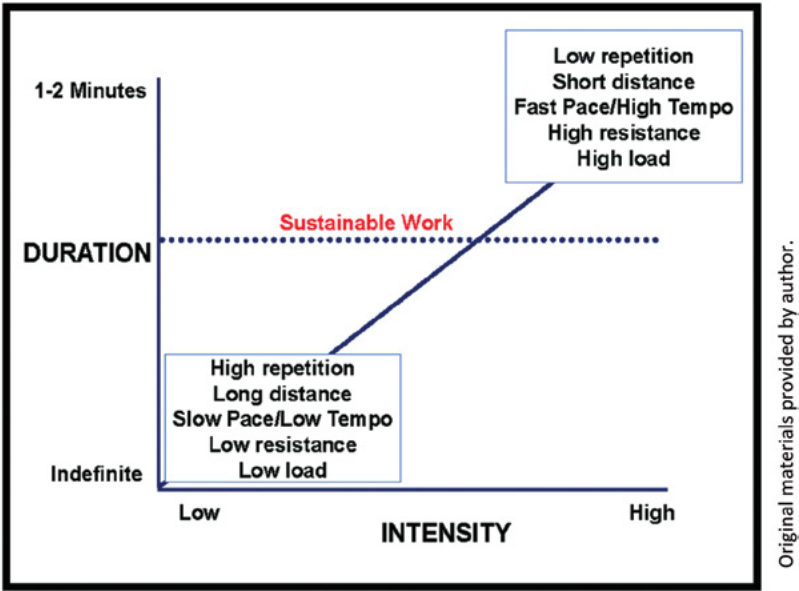 Low repetition
Short distance
Fast Pace/High Tempo
High resistance
High load
1-2 Minutes
Sustainable Work
DURATION
High repetition
Long distance
Slow Pace/Low Tempo
Low resistance
Low load
Indefinite
Low
High
INTENSITY
Original materials provided by author.